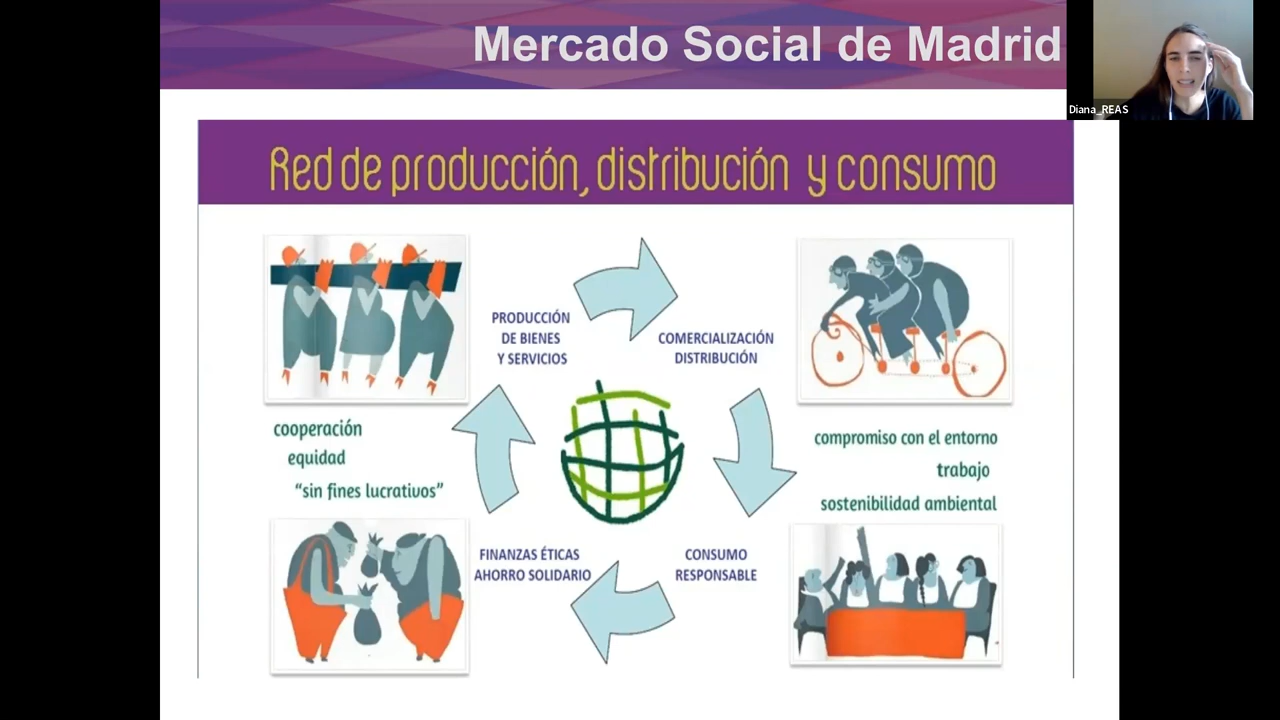 Mercado Social de Madrid
Diana_REAS
Red de producción, distribución y consumo
PRODUCCIÓN
DE BIENES
Y SERVICIOS
COMERCIALIZACIÓN
DISTRIBUCIÓN
cooperación
equidad
“sin fines lucrativos”
compromiso con el entorno
trabajo
sostenibilidad ambiental
FINANZAS ÉTICAS
AHORRO SOLIDARIO
CONSUMO
RESPONSABLE